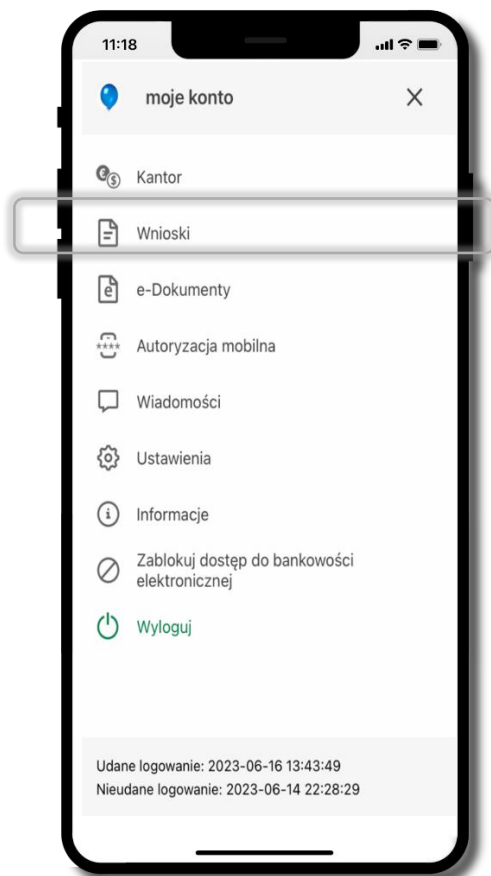 11:18
moje konto
Kantor
Wnioski
e-Dokumenty
Autoryzacja mobilna
Wiadomości
Ustawienia
Informacje
Zablokuj dostęp do bankowości
elektronicznej
Wyloguj
Udane logowanie: 2023-06-16 13:43:49
Nieudane logowanie: 2023-06-14 22:28:29